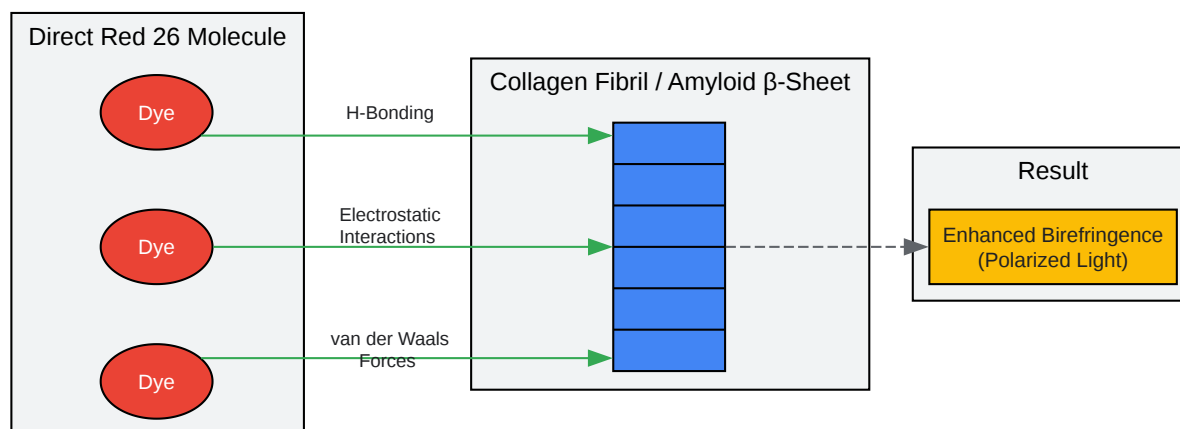 Direct Red 26 Molecule
Dye
Dye
Dye
H-Bonding
Electrostatic
Interactions
van der Waals
Forces
Collagen Fibril / Amyloid β-Sheet
Result
Enhanced Birefringence
(Polarized Light)